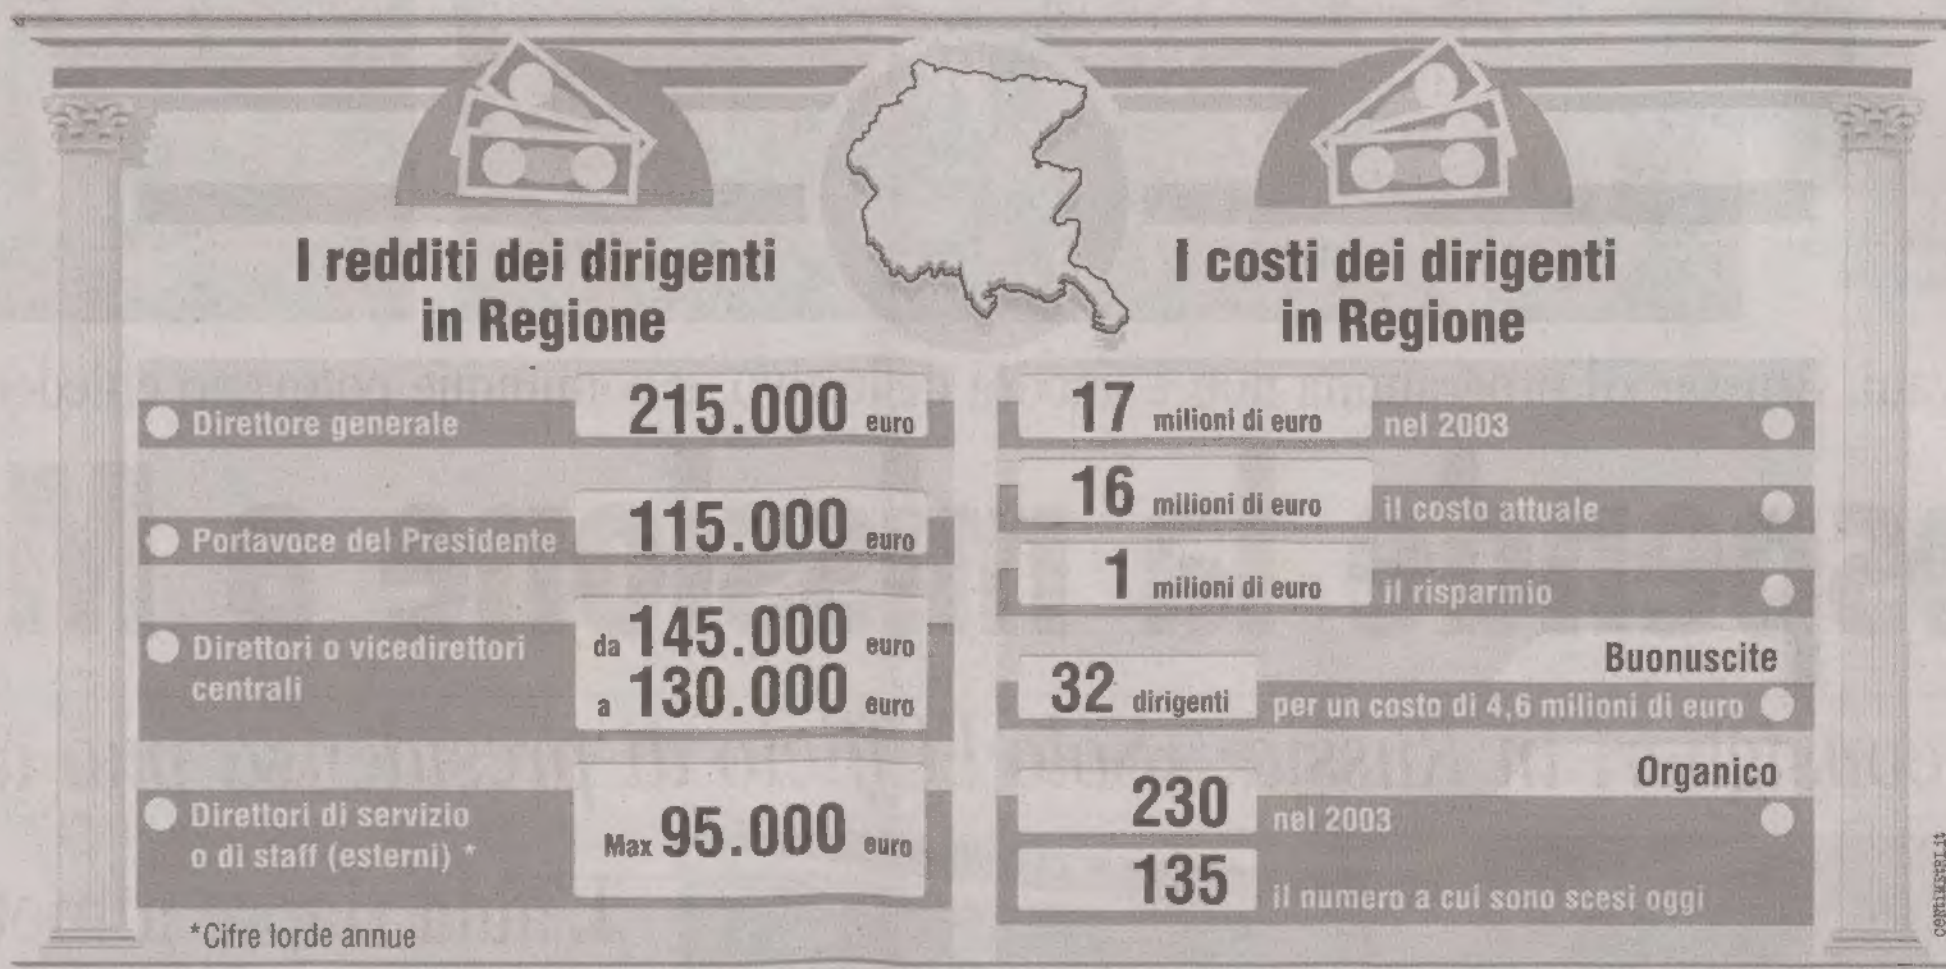 I redditi dei dirigenti
in Regione
Direttore generale
215.000 euro
Portavoce del Presidente
115.000 euro
Direttori o vicedirettori
centrali
da 145.000 euro
a 130.000 euro
Direttori di servizio
o di staff (esterni) *
Max 95.000 euro
*Cifre lorde annue
I costi dei dirigenti
in Regione
17 milioni di euro nel 2003
16 milioni di euro il costo attuale
1 milioni di euro il risparmio
Buonuscite
32 dirigenti per un costo di 4,6 milioni di euro
Organico
230 nel 2003
135 il numero a cui sono scesi oggi
CENTIMETRI.it